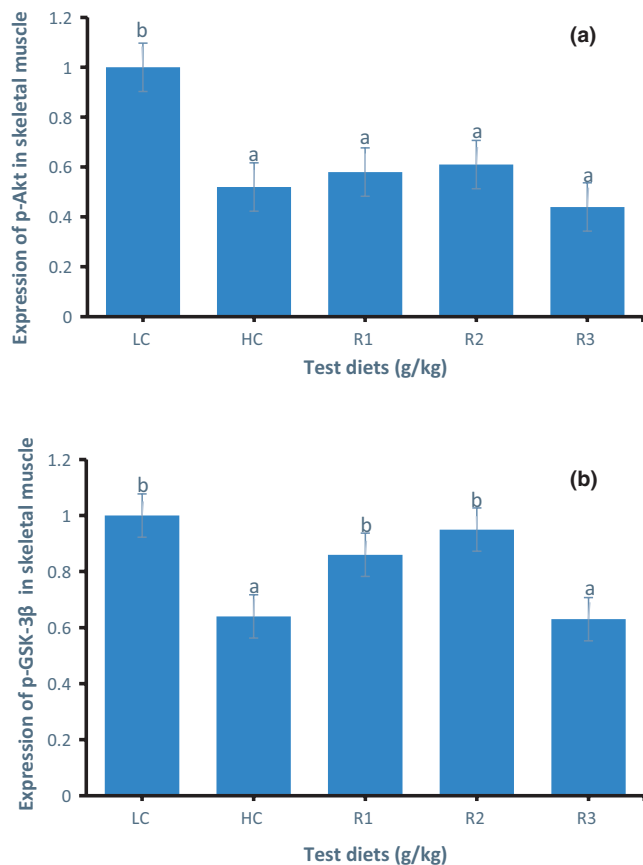 Expression of p-Akt in skeletal muscle
1.2
1
0.8
0.6
0.4
0.2
0
(a)
b
a
a
a
a
LC HC R1 R2 R3
Test diets (g/kg)
Expression of p-GSK-3β in skeletal muscle
1.2
1
0.8
0.6
0.4
0.2
0
(b)
b
a
b
b
a
LC HC R1 R2 R3
Test diets (g/kg)